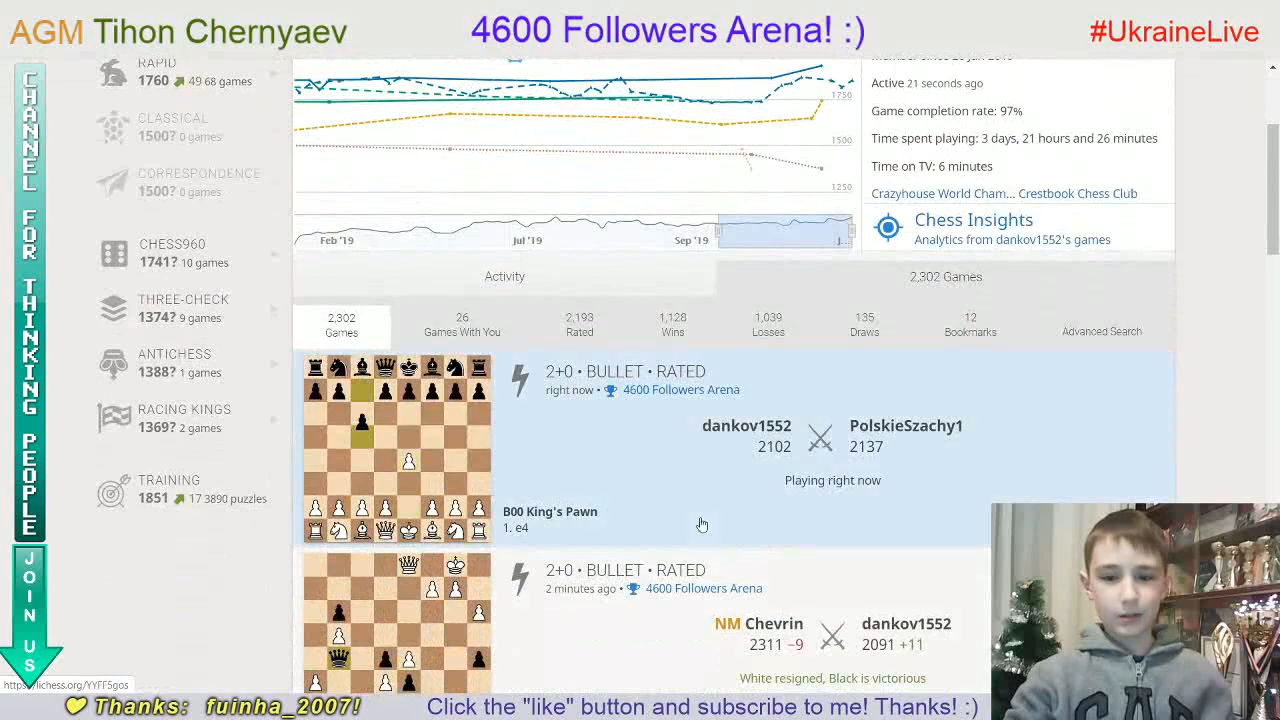 AGM Tihon Chernyaev
4600 Followers Arena! :)
#UkraineLive
CHANNEL FOR THINKING PEOPLE
JOIN US
RAPID
1760 49 68 games
CLASSICAL
1500? 0 games
CORRESPONDENCE
1500? 0 games
CHESS960
1741? 10 games
THREE-CHECK
1374? 9 games
ANTICHESS
1388? 1 games
RACING KINGS
1369? 2 games
TRAINING
1851 17 3890 puzzles
1750
1500
1250
Feb '19
Jul '19
Sep '19
J...
Active 21 seconds ago
Game completion rate: 97%
Time spent playing: 3 days, 21 hours and 26 minutes
Time on TV: 6 minutes
Crazyhouse World Cham... Crestbook Chess Club
Chess Insights
Analytics from dankov1552's games
Activity
2,302 Games
2,302
Games
26
Games With You
2,193
Rated
1,128
Wins
1,039
Losses
135
Draws
12
Bookmarks
Advanced Search
2+0 • BULLET • RATED
right now • 4600 Followers Arena
dankov1552
2102
PolskieSzachy1
2137
Playing right now
B00 King's Pawn
1. e4
2+0 • BULLET • RATED
2 minutes ago • 4600 Followers Arena
NM Chevrin
2311 −9
dankov1552
2091 +11
White resigned, Black is victorious
https://lichess.org/YYFF5gos
Thanks: fuinha_2007!
Click the "like" button and subscribe to me! Thanks! :)